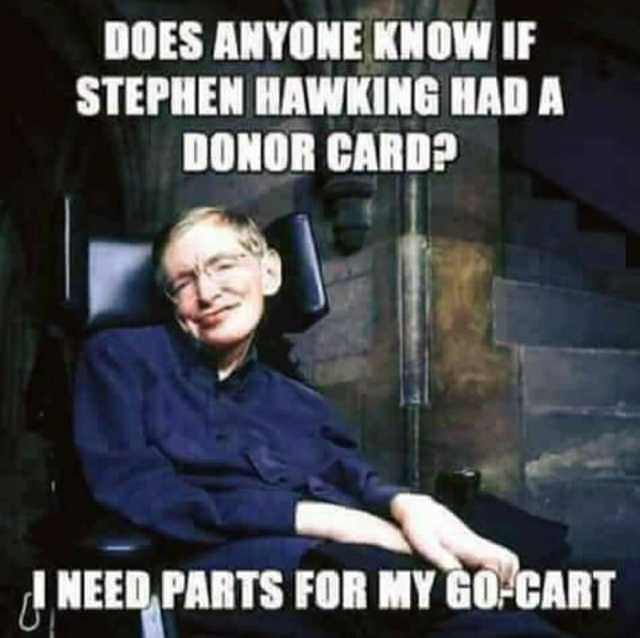 DOES ANYONE KNOW IF
STEPHEN HAWKING HAD A
DONOR CARD?
I NEED PARTS FOR MY GO-CART